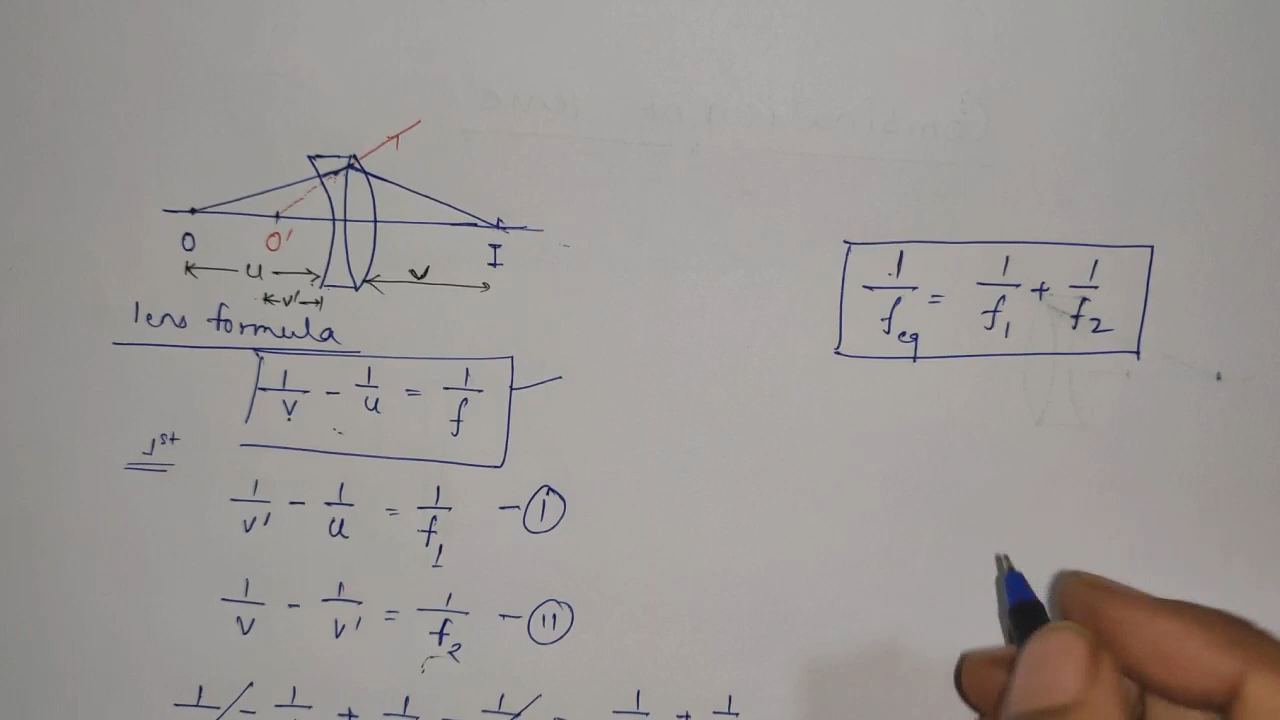 O O' I
u v
v'
lens formula
1/v - 1/u = 1/f
1st
1/v' - 1/u = 1/f1 - I
1/v - 1/v' = 1/f2 - II
1/feq = 1/f1 + 1/f2